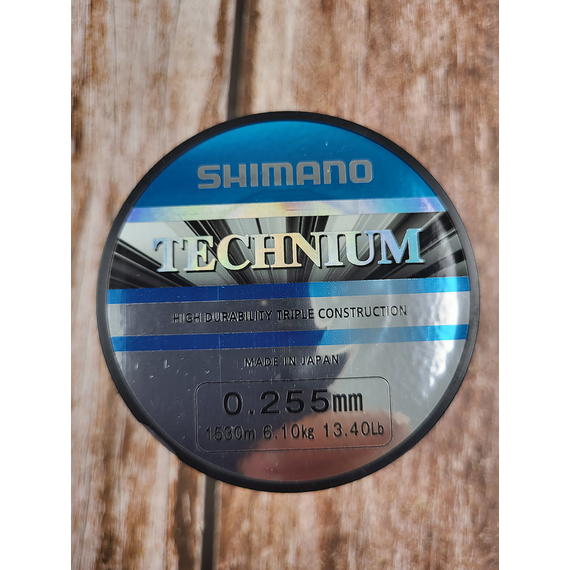 SHIMANO
TECHNIUM
HIGH DURABILITY TRIPLE CONSTRUCTION
MADE IN JAPAN
0.255mm
1530m 6.10kg 13.40Lb